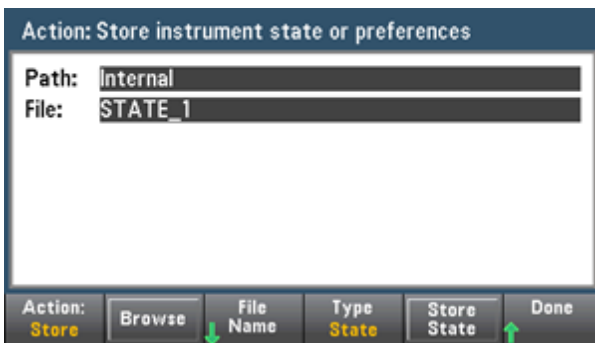 Action: Store instrument state or preferences
Path: Internal
File: STATE_1
Action: Store
Browse
File Name
Type State
Store State
Done